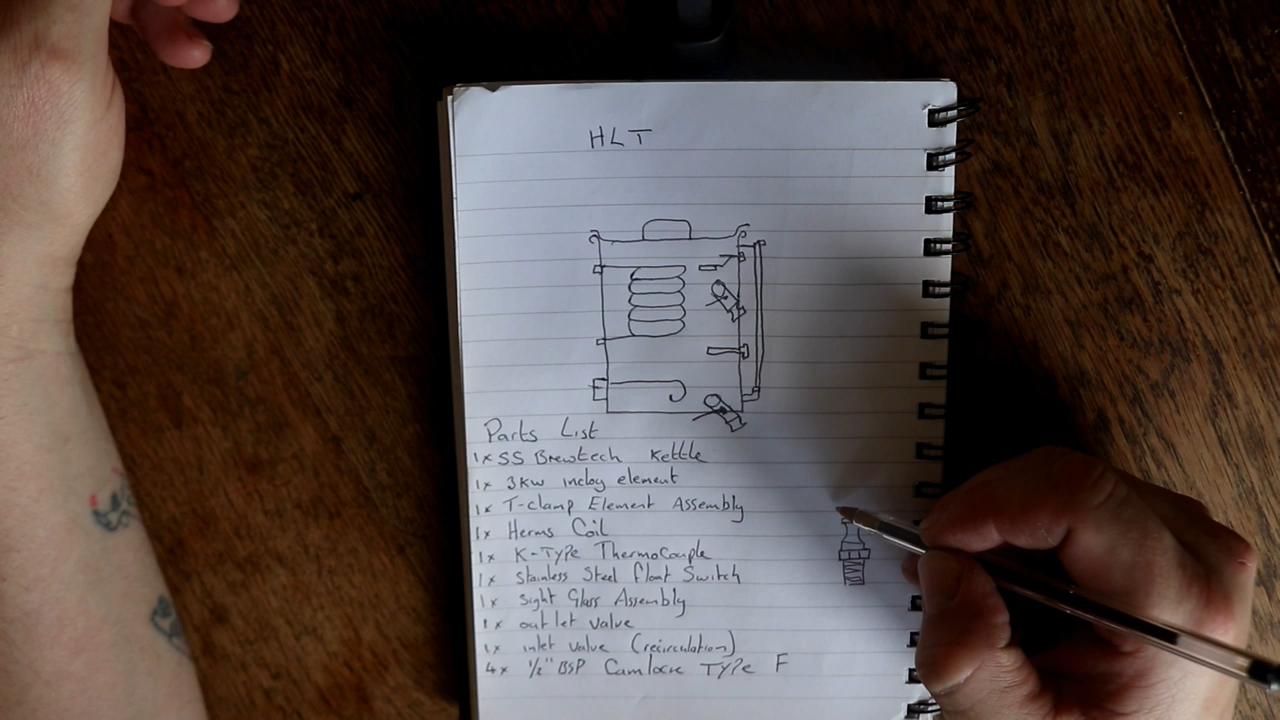 HLT
Parts List
1x SS Brewtech Kettle
1x 3kw incloy element
1x T-clamp Element Assembly
1x Herms Coil
1x K-Type ThermoCouple
1x Stainless Steel float Switch
1x Sight Glass Assembly
1x outlet valve
1x inlet valve (recirculation)
4x 1/2" BSP Camlock Type F